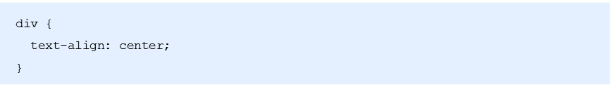 div {
  text-align: center;
}